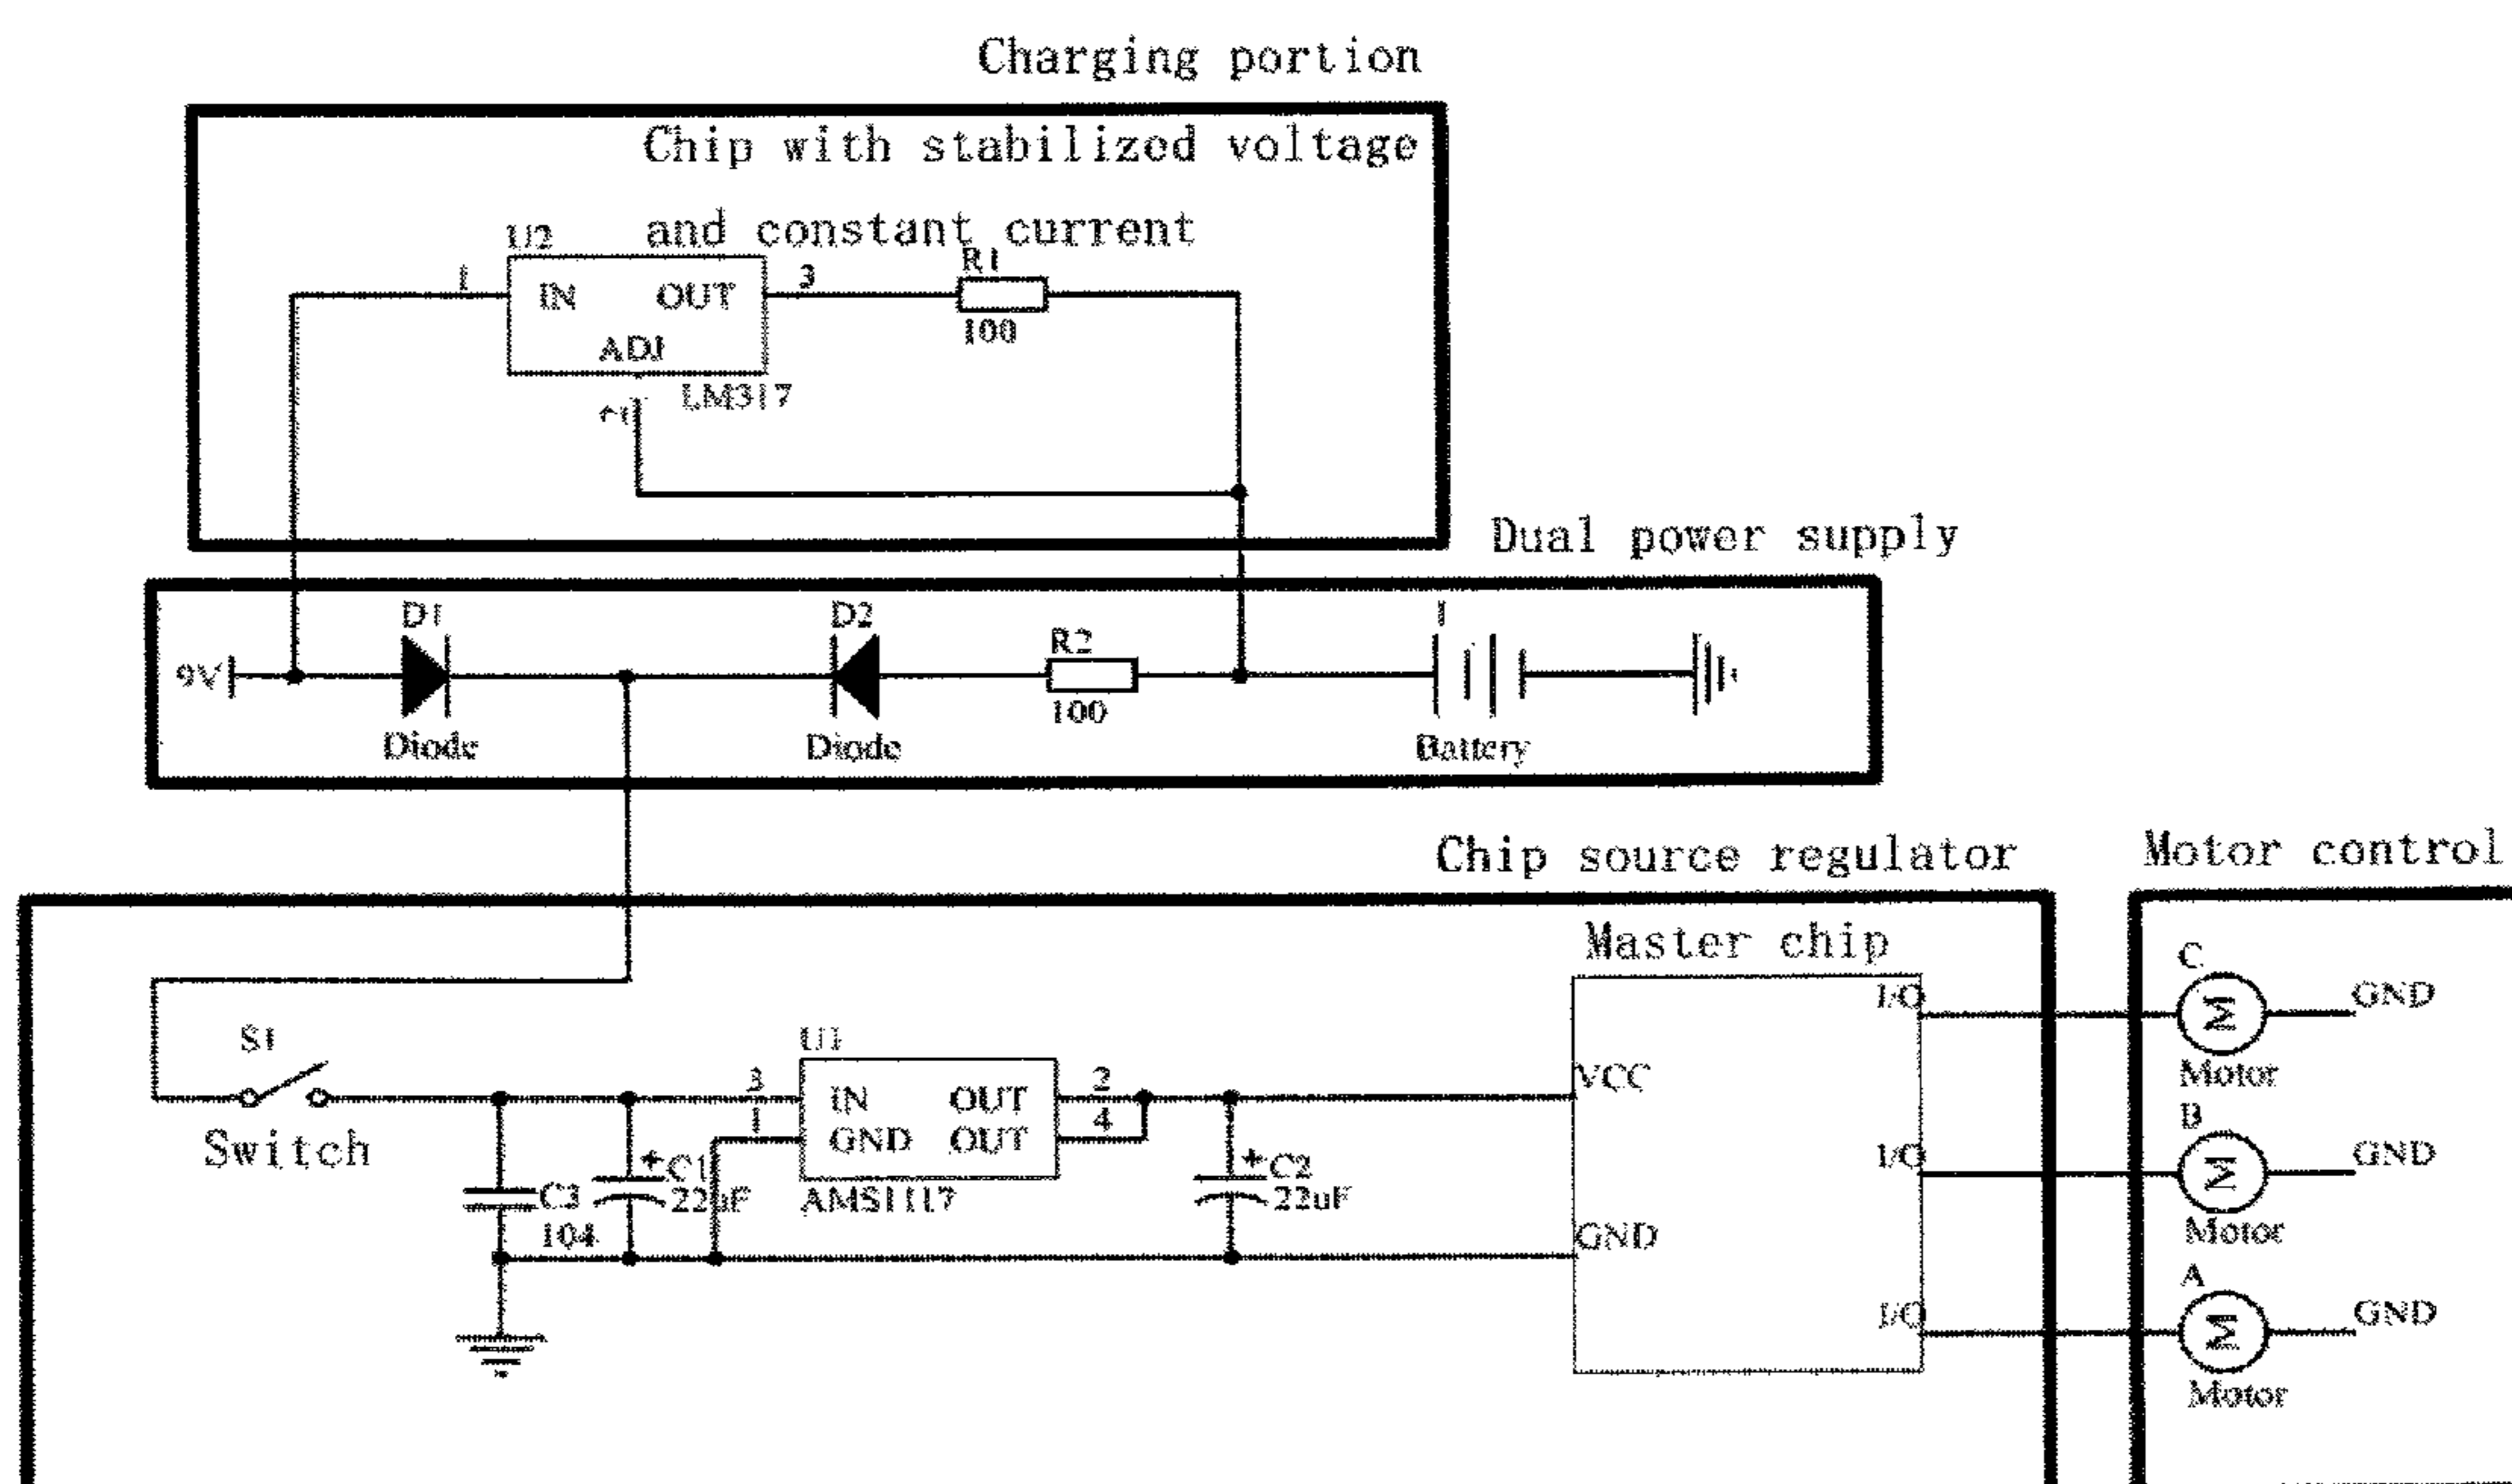 Charging portion
Chip with stabilized voltage
and constant current
U2
R1
1
IN
OUT
3
100
ADJ
LM317
2
Dual power supply
D1
D2
R2
1
9V
100
Diode
Diode
Battery
Chip source regulator
Motor control
Master chip
C
I/O
GND
M
Motor
S1
U1
3
IN
OUT
2
VCC
1
GND
OUT
4
Switch
B
I/O
GND
M
Motor
+
C1
22uF
+
C2
22uF
AMS1117
C3
104
GND
A
I/O
GND
M
Motor